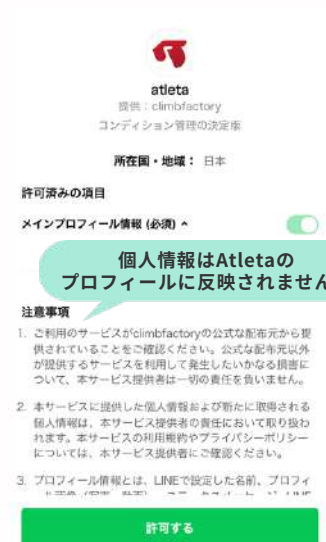 atleta
提供：climbfactory
コンディション管理の決定版
所在国・地域： 日本
許可済みの項目
メインプロフィール情報 (必須) ^
個人情報はAtletaの
プロフィールに反映されません
注意事項
1. ご利用のサービスがclimbfactoryの公式な配布元から提
供されていることをご確認ください。公式な配布元以外
が提供するサービスを利用して発生したいかなる損害に
ついて、本サービス提供者は一切の責任を負いません。
2. 本サービスに提供した個人情報および新たに取得される
個人情報は、本サービス提供者の責任において取り扱わ
れます。本サービスの利用規約やプライバシーポリシー
については、本サービス提供者にご確認ください。
3. プロフィール情報とは、LINEで設定した名前、プロフィ
許可する